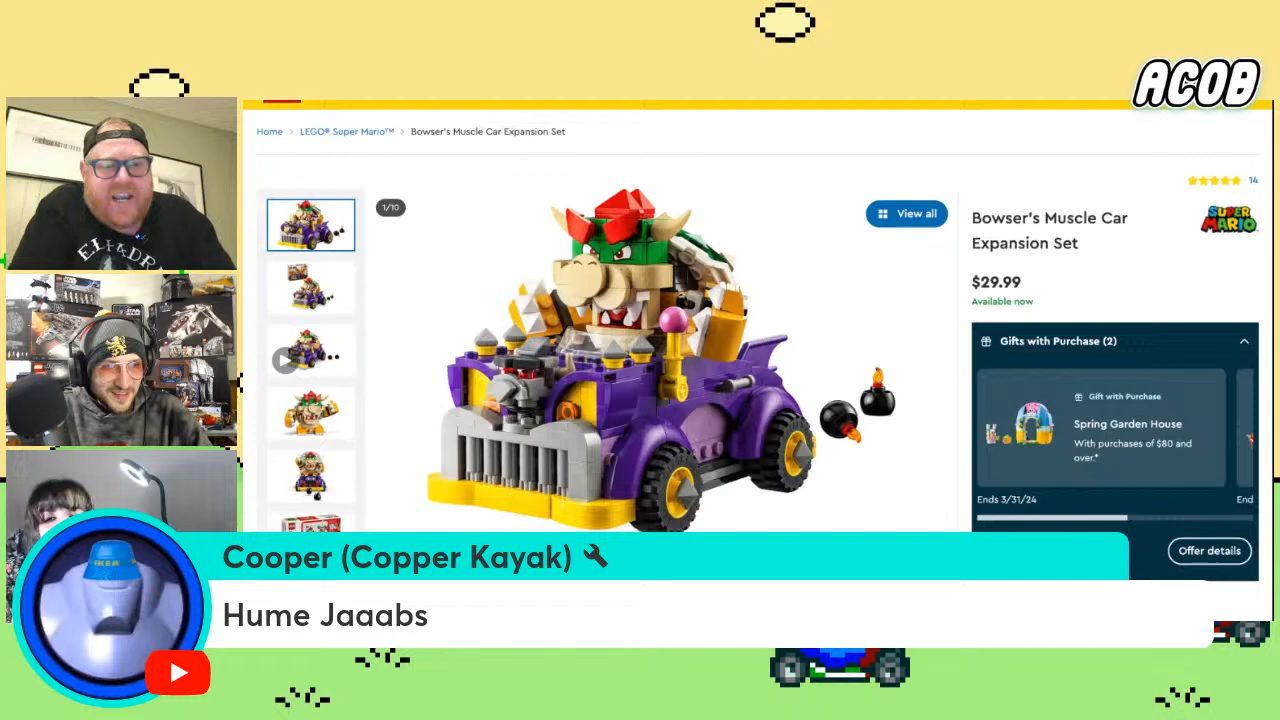 ACOB
Home > LEGO® Super Mario™ > Bowser's Muscle Car Expansion Set
14
1/10
View all
Bowser's Muscle Car
Expansion Set
SUPER
MARIO
$29.99
Available now
Gifts with Purchase (2)
Gift with Purchase
Spring Garden House
With purchases of $80 and
over.*
Ends 3/31/24
End
Offer details
Cooper (Copper Kayak)
Hume Jaaabs